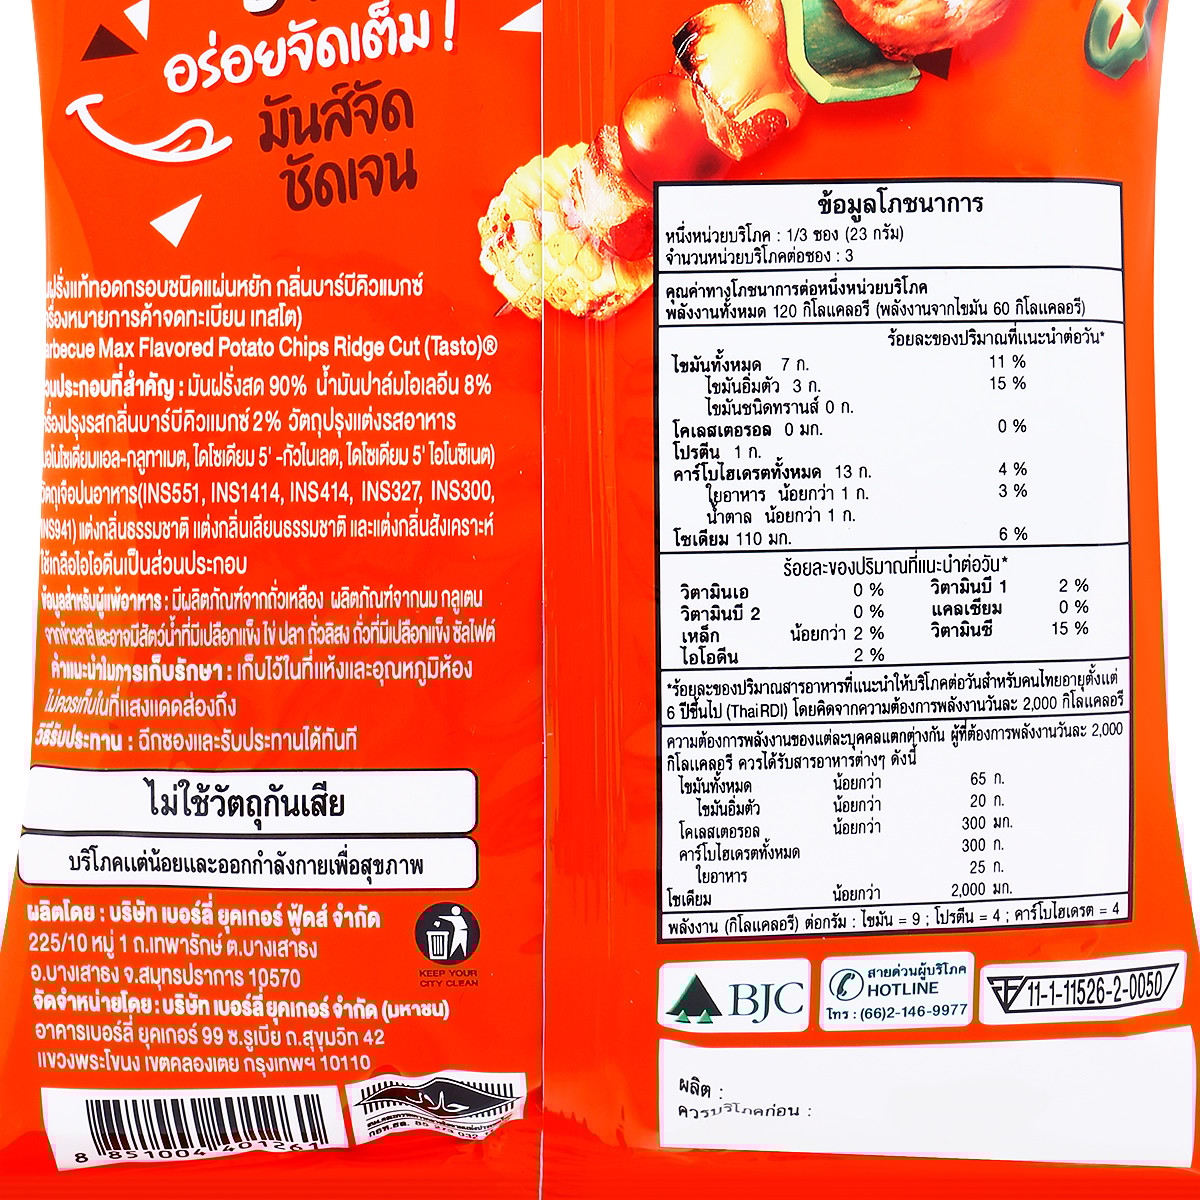 อร่อยจัดเต็ม!
มันส์จัด
ชัดเจน
ฝรั่งแท้ทอดกรอบชนิดแผ่นหยัก กลิ่นบาร์บีคิวแมกซ์
เครื่องหมายการค้าจดทะเบียน เทสโต)
arbecue Max Flavored Potato Chips Ridge Cut (Tasto)®
ส่วนประกอบที่สำคัญ : มันฝรั่งสด 90% น้ำมันปาล์มโอเลอีน 8%
เครื่องปรุงรสกลิ่นบาร์บีคิวแมกซ์ 2% วัตถุปรุงแต่งรสอาหาร
โมโนโซเดียมแอล-กลูทาเมต, ไดโซเดียม 5' -กัวไนเลต, ไดโซเดียม 5' ไอโนซิเนต)
วัตถุเจือปนอาหาร(INS551, INS1414, INS414, INS327, INS300,
INS941) แต่งกลิ่นธรรมชาติ แต่งกลิ่นเลียนธรรมชาติ และแต่งกลิ่นสังเคราะห์
ใช้เกลือไอโอดีนเป็นส่วนประกอบ
ข้อมูลสำหรับผู้แพ้อาหาร : มีผลิตภัณฑ์จากถั่วเหลือง ผลิตภัณฑ์จากนม กลูเตน
จากข้าวสาลี และอาจมีสัตว์น้ำที่มีเปลือกแข็ง ไข่ ปลา ถั่วลิสง ถั่วที่มีเปลือกแข็ง ซัลไฟต์
คำแนะนำในการเก็บรักษา : เก็บไว้ในที่แห้งและอุณหภูมิห้อง
ไม่ควรเก็บในที่แสงแดดส่องถึง
วิธีรับประทาน : ฉีกซองและรับประทานได้ทันที
ไม่ใช้วัตถุกันเสีย
บริโภคแต่น้อยและออกกำลังกายเพื่อสุขภาพ
ผลิตโดย : บริษัท เบอร์ลี่ ยุคเกอร์ ฟู้ดส์ จำกัด
225/10 หมู่ 1 ถ.เทพารักษ์ ต.บางเสาธง
อ.บางเสาธง จ.สมุทรปราการ 10570
จัดจำหน่ายโดย : บริษัท เบอร์ลี่ ยุคเกอร์ จำกัด (มหาชน)
อาคารเบอร์ลี่ ยุคเกอร์ 99 ซ.รูเบีย ถ.สุขุมวิท 42
แขวงพระโขนง เขตคลองเตย กรุงเทพฯ 10110
KEEP YOUR
CITY CLEAN
8 851004 401261
حلال
ข้อมูลโภชนาการ
หนึ่งหน่วยบริโภค : 1/3 ซอง (23 กรัม)
จำนวนหน่วยบริโภคต่อซอง : 3
คุณค่าทางโภชนาการต่อหนึ่งหน่วยบริโภค
พลังงานทั้งหมด 120 กิโลแคลอรี (พลังงานจากไขมัน 60 กิโลแคลอรี)
ร้อยละของปริมาณที่แนะนำต่อวัน*
ไขมันทั้งหมด 7 ก. 11 %
ไขมันอิ่มตัว 3 ก. 15 %
ไขมันชนิดทรานส์ 0 ก.
โคเลสเตอรอล 0 มก. 0 %
โปรตีน 1 ก.
คาร์โบไฮเดรตทั้งหมด 13 ก. 4 %
ใยอาหาร น้อยกว่า 1 ก. 3 %
น้ำตาล น้อยกว่า 1 ก.
โซเดียม 110 มก. 6 %
ร้อยละของปริมาณที่แนะนำต่อวัน*
วิตามินเอ 0 % วิตามินบี 1 2 %
วิตามินบี 2 0 % แคลเซียม 0 %
เหล็ก น้อยกว่า 2 % วิตามินซี 15 %
ไอโอดีน 2 %
*ร้อยละของปริมาณสารอาหารที่แนะนำให้บริโภคต่อวันสำหรับคนไทยอายุตั้งแต่
6 ปีขึ้นไป (Thai RDI) โดยคิดจากความต้องการพลังงานวันละ 2,000 กิโลแคลอรี
ความต้องการพลังงานของแต่ละบุคคลแตกต่างกัน ผู้ที่ต้องการพลังงานวันละ 2,000
กิโลแคลอรี ควรได้รับสารอาหารต่างๆ ดังนี้
ไขมันทั้งหมด น้อยกว่า 65 ก.
ไขมันอิ่มตัว น้อยกว่า 20 ก.
โคเลสเตอรอล น้อยกว่า 300 มก.
คาร์โบไฮเดรตทั้งหมด 300 ก.
ใยอาหาร 25 ก.
โซเดียม น้อยกว่า 2,000 มก.
พลังงาน (กิโลแคลอรี) ต่อกรัม : ไขมัน = 9 ; โปรตีน = 4 ; คาร์โบไฮเดรต = 4
BJC
สายด่วนผู้บริโภค
HOTLINE
โทร : (66)2-146-9977
11-1-11526-2-0050
ผลิต :
ควรบริโภคก่อน :